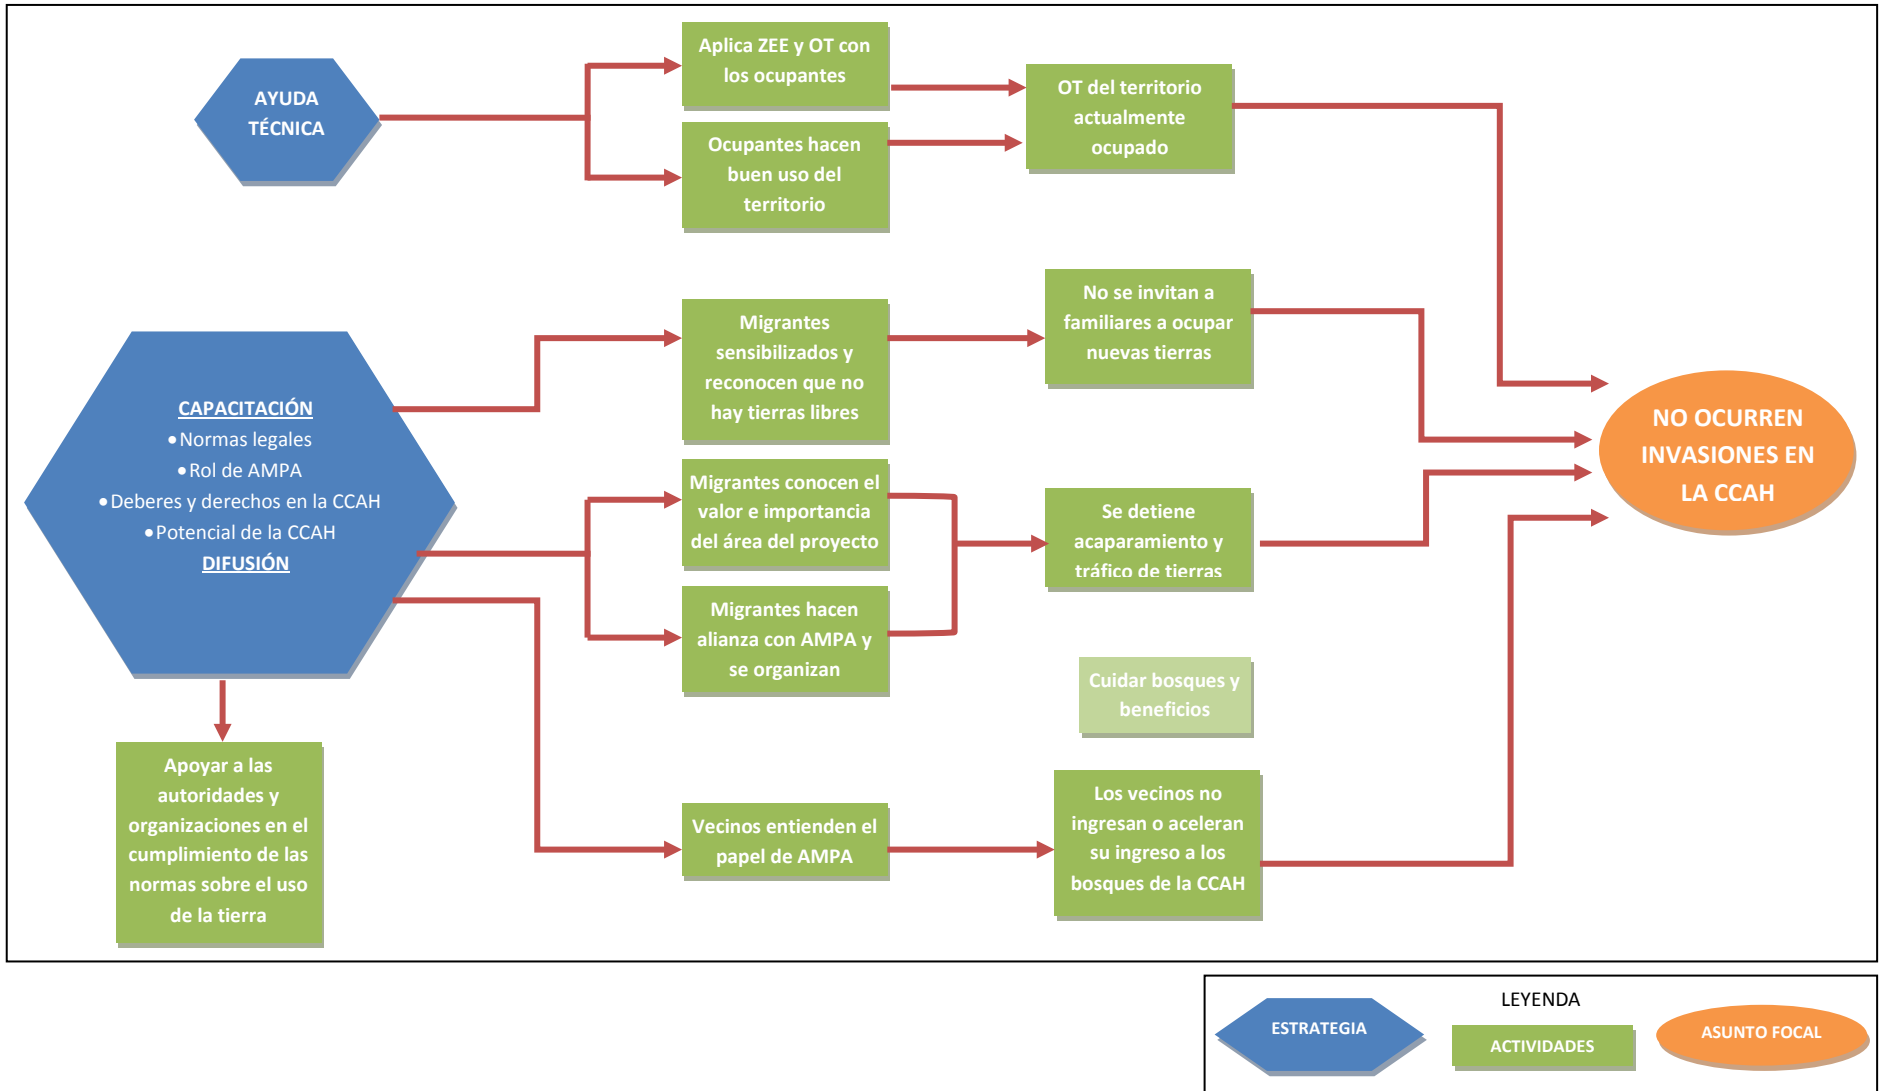 AYUDA
TÉCNICA
Aplica ZEE y OT con
los ocupantes
Ocupantes hacen
buen uso del
territorio
OT del territorio
actualmente
ocupado
CAPACITACIÓN
•Normas legales
•Rol de AMPA
•Deberes y derechos en la CCAH
•Potencial de la CCAH
DIFUSIÓN
Migrantes
sensibilizados y
reconocen que no
hay tierras libres
No se invitan a
familiares a ocupar
nuevas tierras
Migrantes conocen el
valor e importancia
del área del proyecto
Migrantes hacen
alianza con AMPA y
se organizan
Se detiene
acaparamiento y
tráfico de tierras
Cuidar bosques y
beneficios
Vecinos entienden el
papel de AMPA
Los vecinos no
ingresan o aceleran
su ingreso a los
bosques de la CCAH
Apoyar a las
autoridades y
organizaciones en el
cumplimiento de las
normas sobre el uso
de la tierra
NO OCURREN
INVASIONES EN
LA CCAH
LEYENDA
ESTRATEGIA
ACTIVIDADES
ASUNTO FOCAL